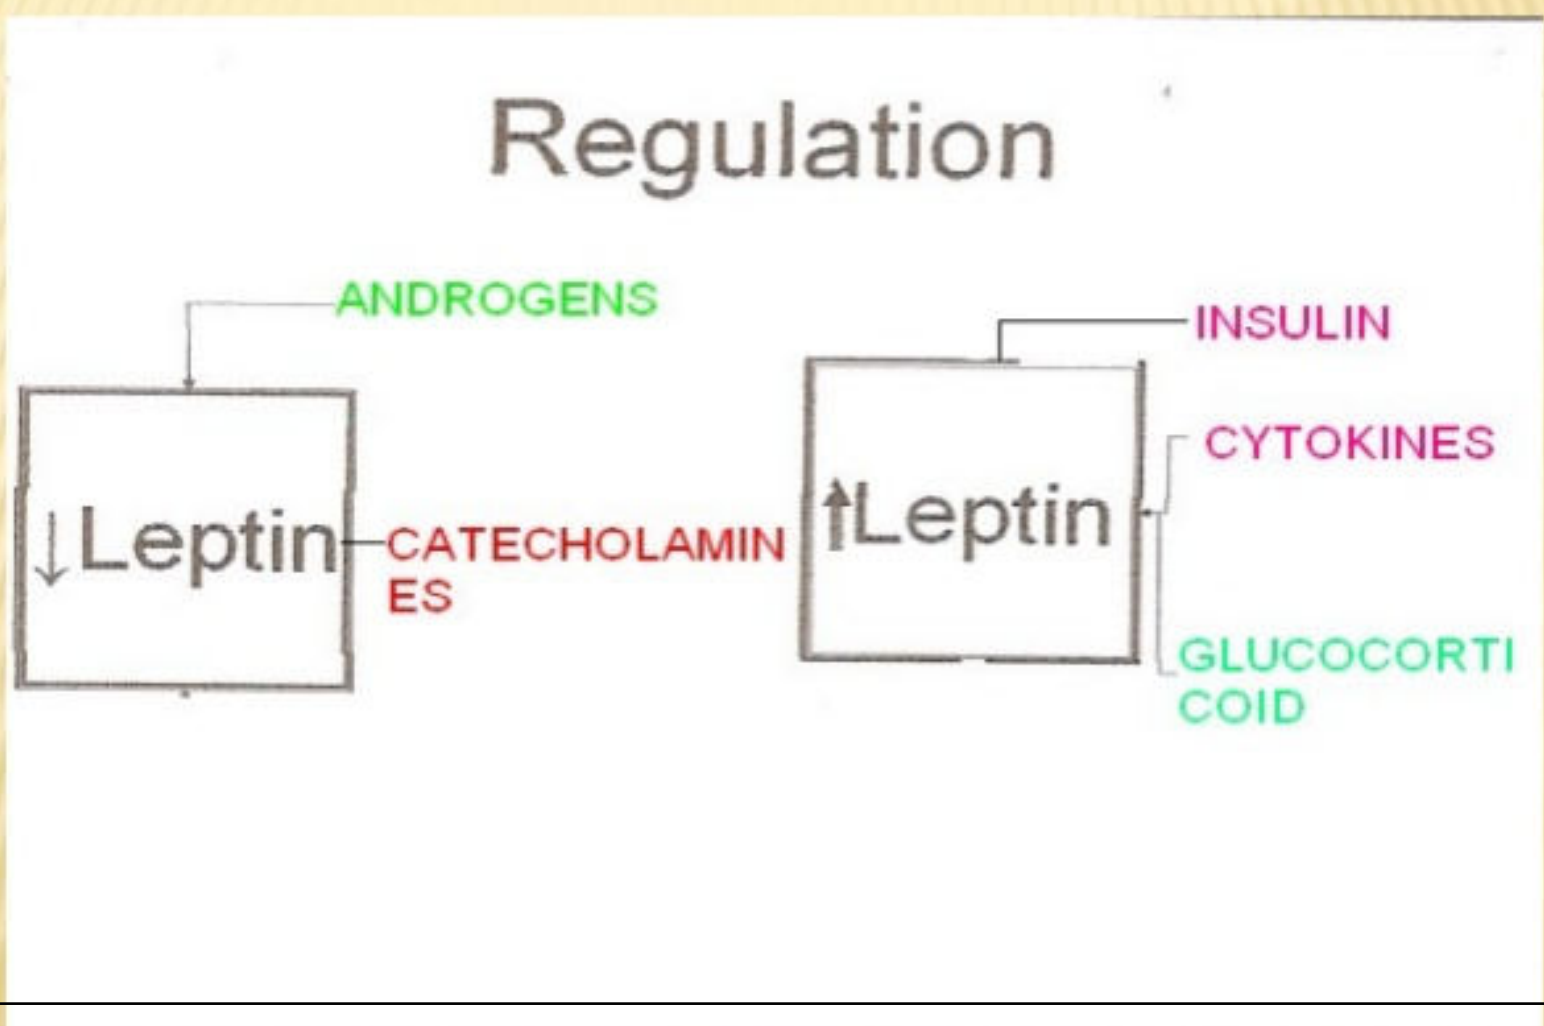 Regulation
ANDROGENS
↓Leptin
CATECHOLAMIN
ES
INSULIN
↑Leptin
CYTOKINES
GLUCOCORTI
COID